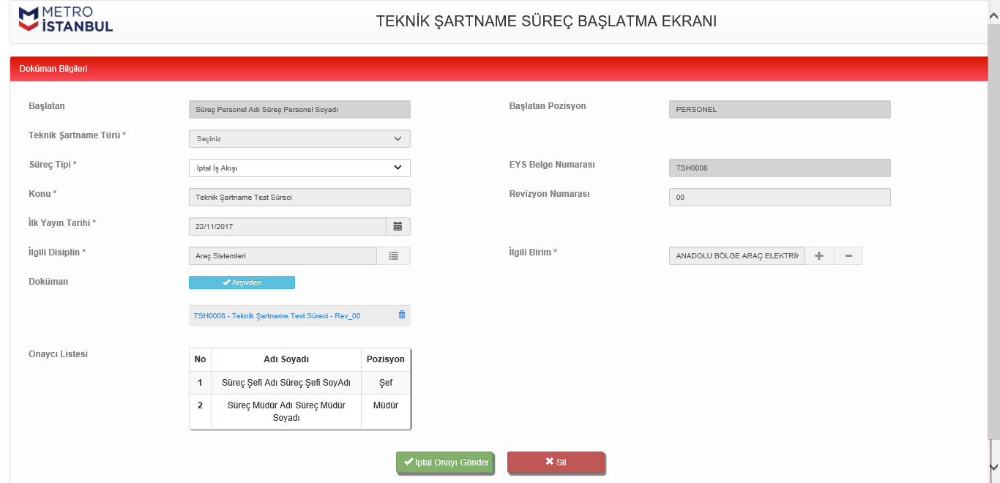 METRO
İSTANBUL
TEKNİK ŞARTNAME SÜREÇ BAŞLATMA EKRANI
Doküman Bilgileri
Başlatan
Süreç Personel Adı Süreç Personel Soyadı
Başlatan Pozisyon
PERSONEL
Teknik Şartname Türü *
Seçiniz
Süreç Tipi *
İptal İş Akışı
EYS Belge Numarası
TSH0008
Konu *
Teknik Şartname Test Süreci
Revizyon Numarası
00
İlk Yayın Tarihi *
22/11/2017
İlgili Disiplin *
Araç Sistemleri
İlgili Birim *
ANADOLU BÖLGE ARAÇ ELEKTRİK
Doküman
Arşivden
TSH0008 - Teknik Şartname Test Süreci - Rev_00
Onaycı Listesi
No Adı Soyadı Pozisyon
1 Süreç Şefi Adı Süreç Şefi SoyAdı Şef
2 Süreç Müdür Adı Süreç Müdür Müdür
Soyadı
İptal Onayı Gönder
Sil